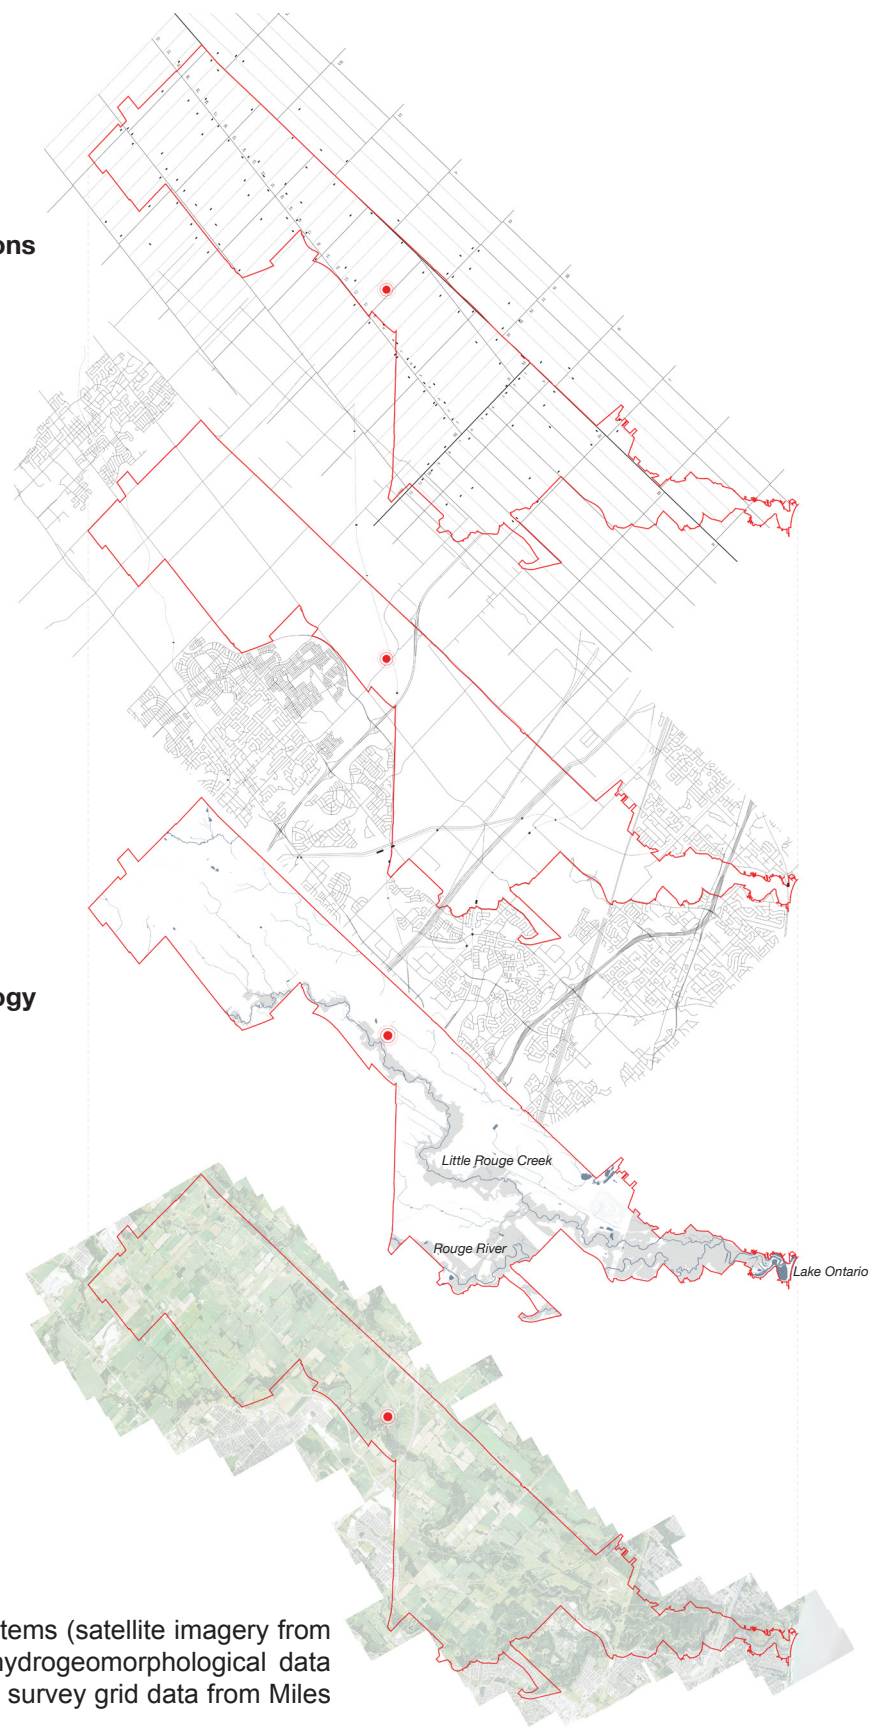 ons
ogy
Little Rouge Creek
Rouge River
Lake Ontario
tems (satellite imagery from
hydrogeomorphological data
survey grid data from Miles